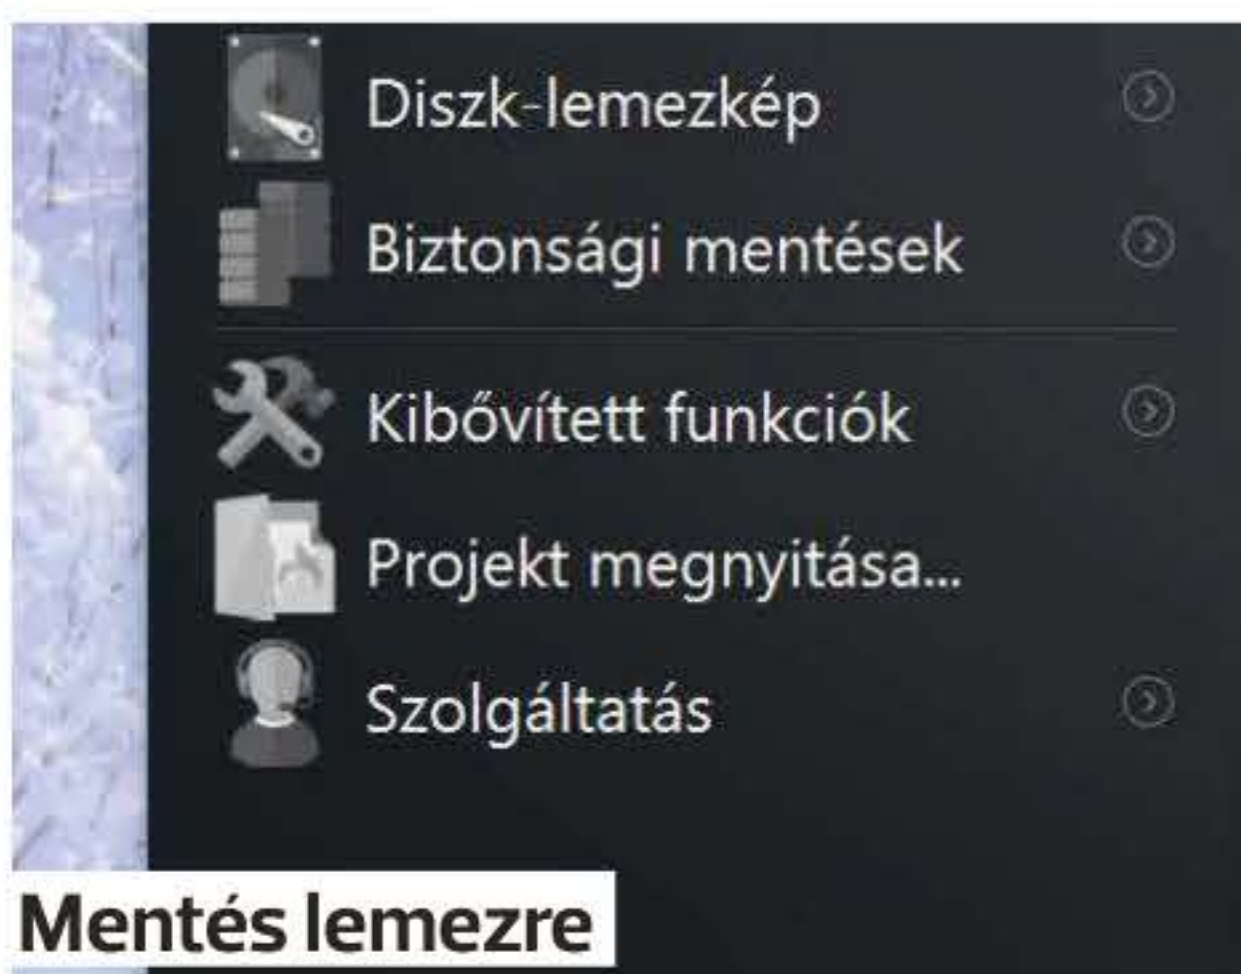 Diszk-lemezkép
Biztonsági mentések
Kibővített funkciók
Projekt megnyitása...
Szolgáltatás
Mentés lemezre